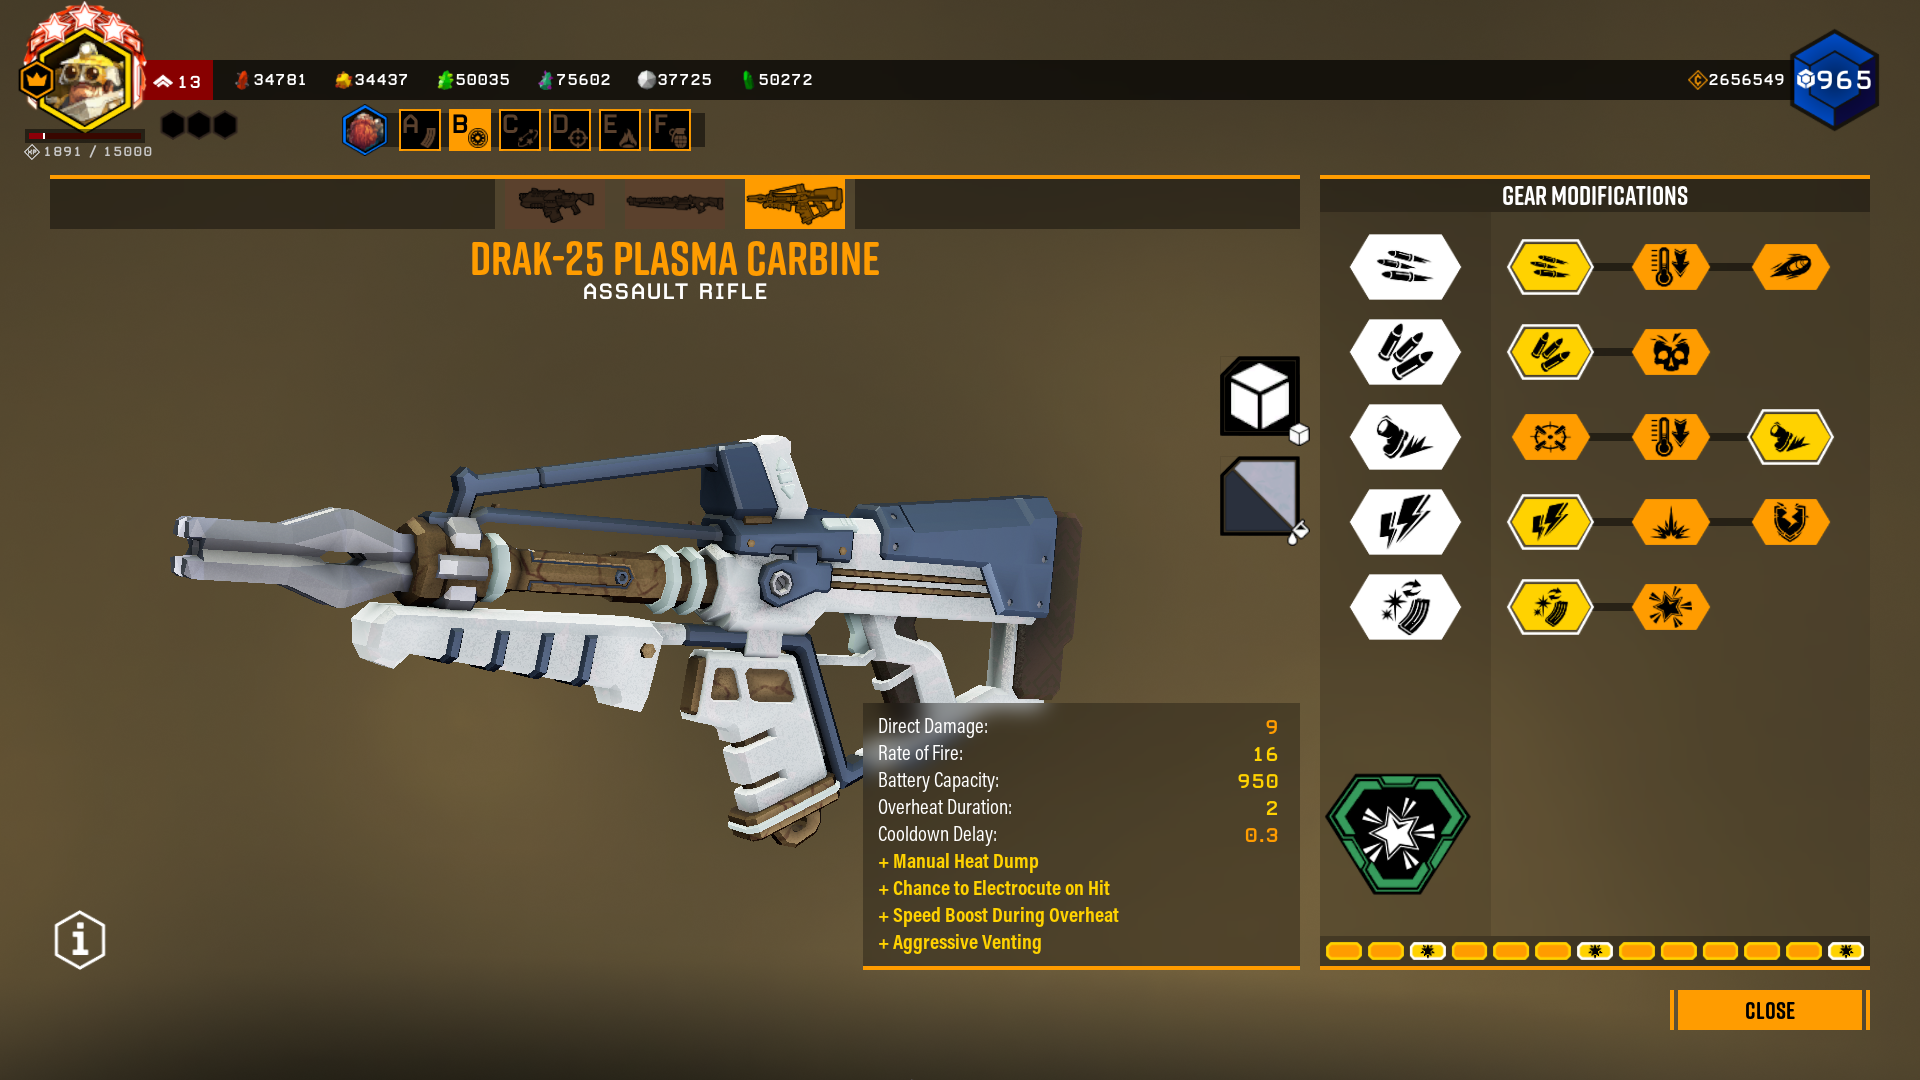 13
34781
34437
50035
75602
37725
50272
2656549
965
1891 / 15000
A
B
C
D
E
F
DRAK-25 PLASMA CARBINE
ASSAULT RIFLE
GEAR MODIFICATIONS
Direct Damage: 9
Rate of Fire: 16
Battery Capacity: 950
Overheat Duration: 2
Cooldown Delay: 0.3
+ Manual Heat Dump
+ Chance to Electrocute on Hit
+ Speed Boost During Overheat
+ Aggressive Venting
CLOSE